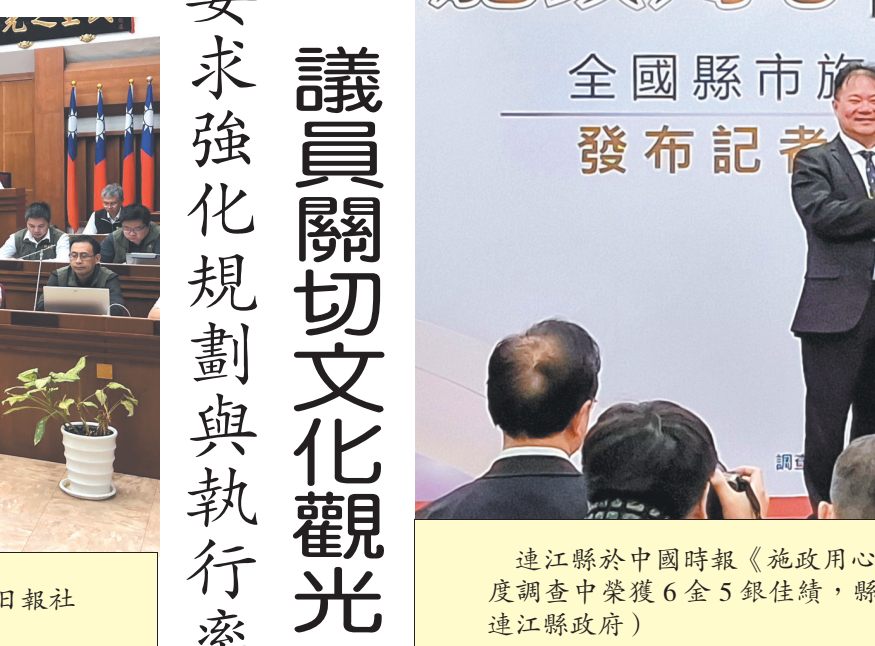 議員關切文化觀光
要求強化規劃與執行率
全國縣市施
發布記者
調查
連江縣於中國時報《施政用心
度調查中榮獲6金5銀佳績，縣
連江縣政府）
日報社